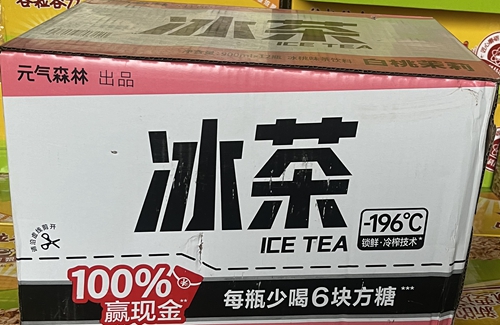 冰茶
ICE TEA
白桃茉莉
元气森林 出品
冰茶
ICE TEA
-196℃
锁鲜·冷榨技术*
100%
赢现金**
每瓶少喝6块方糖***